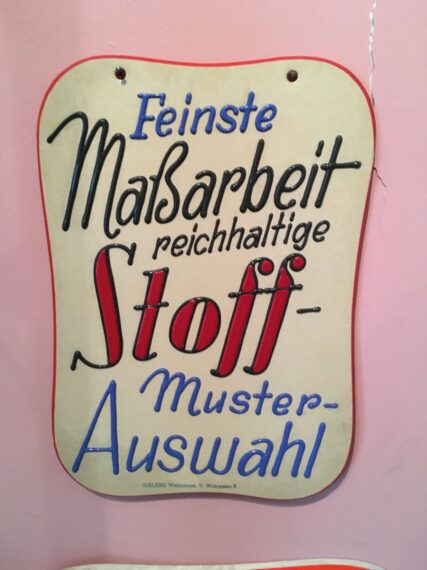 Feinste
Maßarbeit
reichhaltige
Stoff-
Muster-
Auswahl